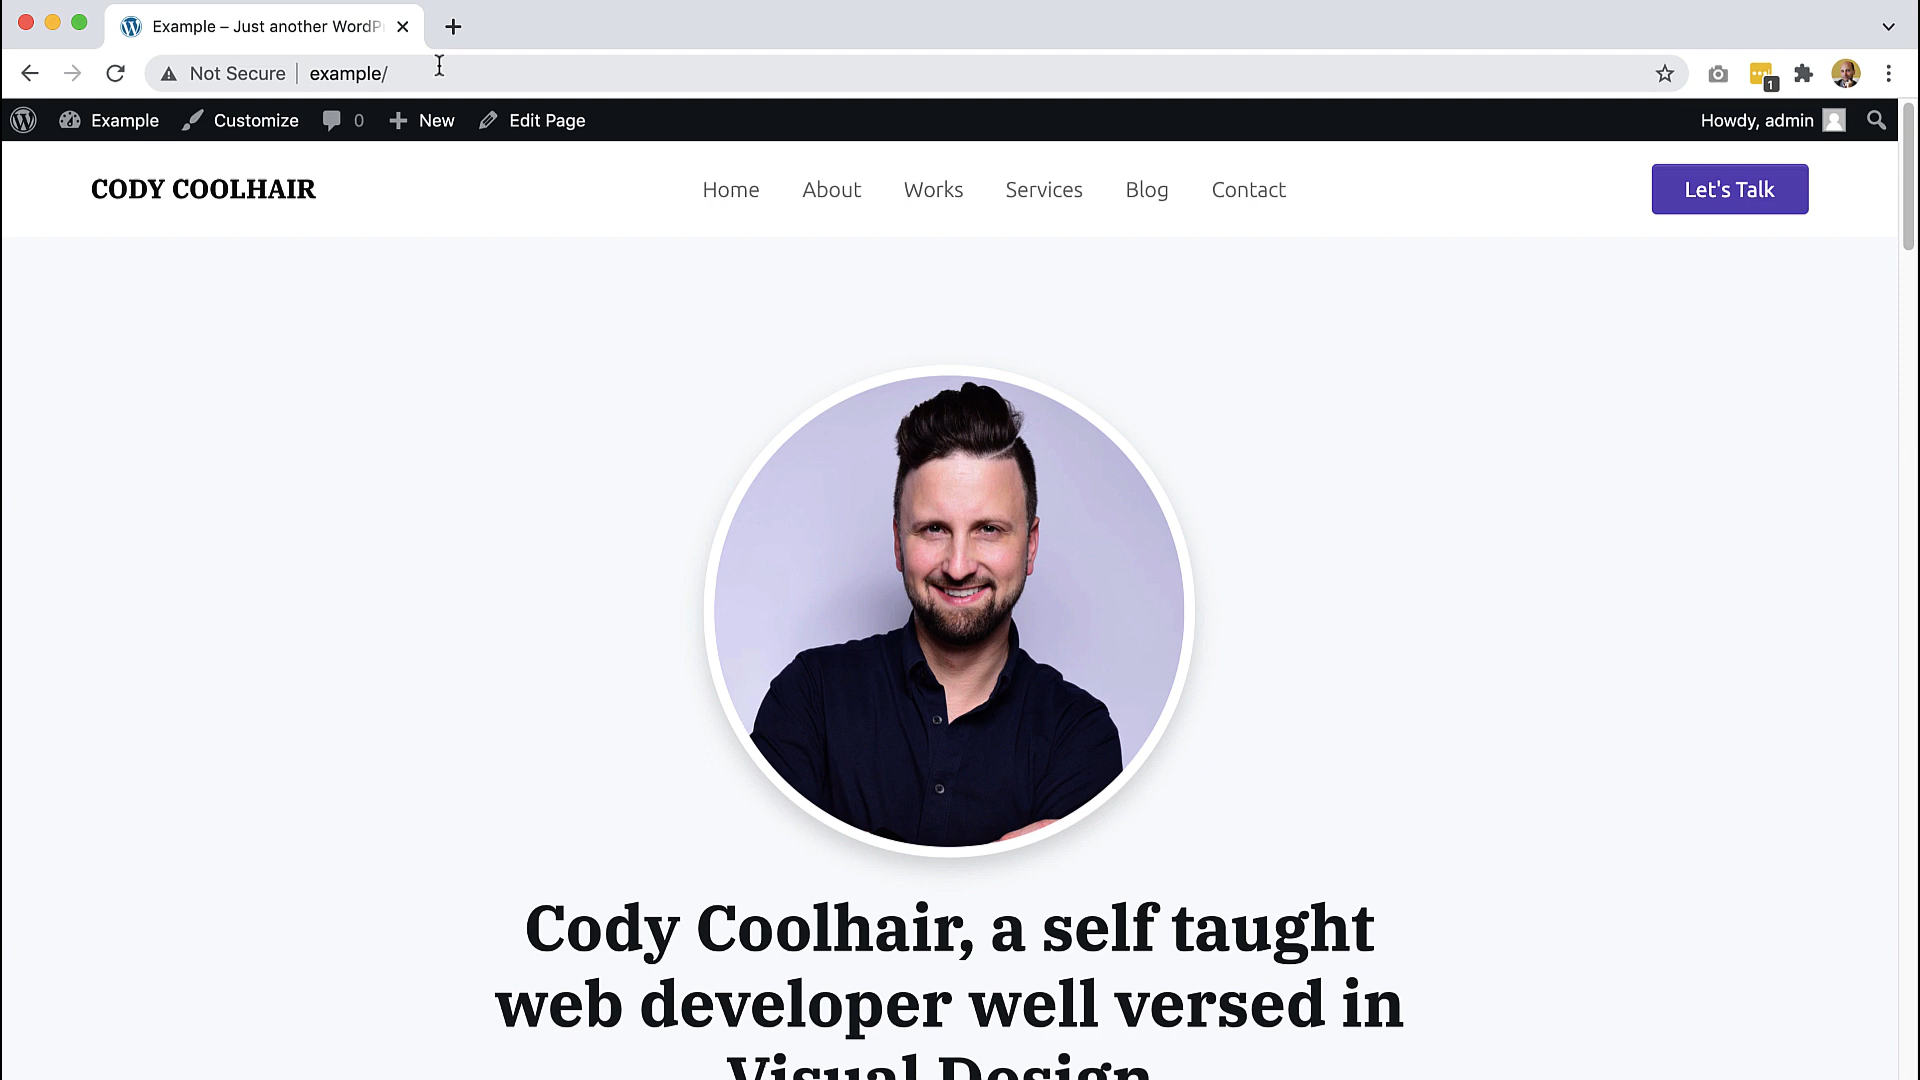 Example – Just another WordP
Not Secure
example/
1
Example
Customize
0
New
Edit Page
Howdy, admin
CODY COOLHAIR
Home
About
Works
Services
Blog
Contact
Let's Talk
Cody Coolhair, a self taught
web developer well versed in
Visual Design